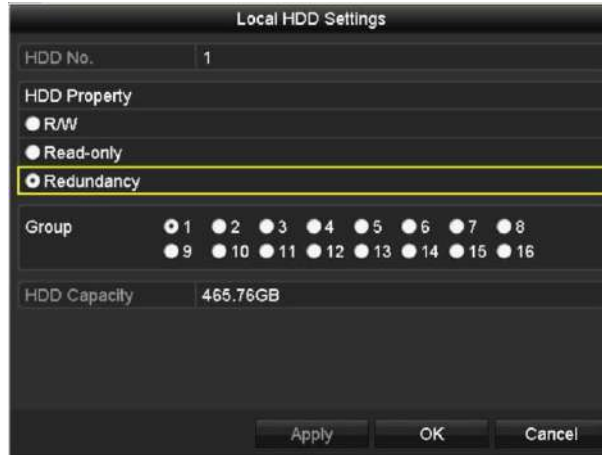 Local HDD Settings
HDD No. 1
HDD Property
R/W
Read-only
Redundancy
Group 1 2 3 4 5 6 7 8
9 10 11 12 13 14 15 16
HDD Capacity 465.76GB
Apply OK Cancel